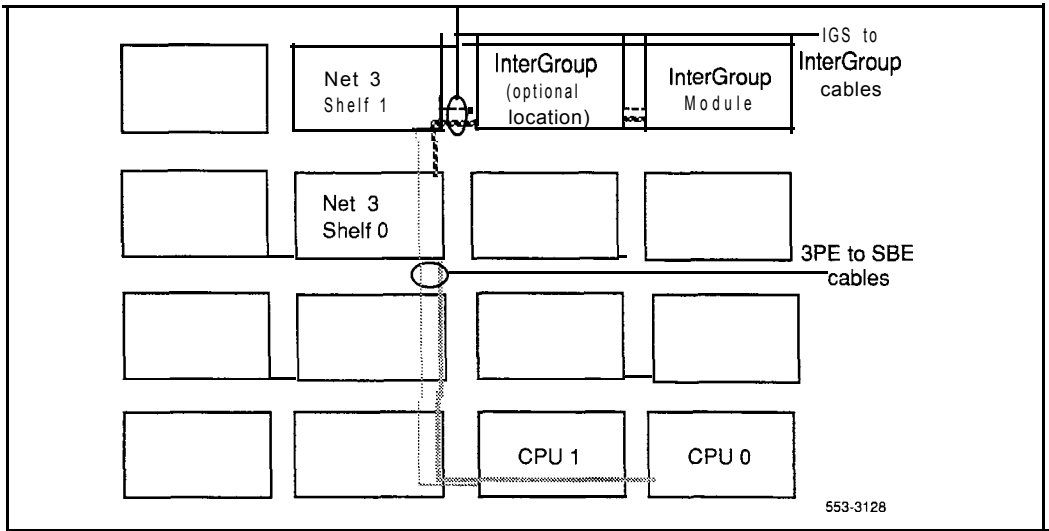 Net 3
Shelf 1
InterGroup
(optional
location)
InterGroup
Module
IGS to
InterGroup
cables
Net 3
Shelf 0
3PE to SBE
cables
CPU 1
CPU 0
553-3128